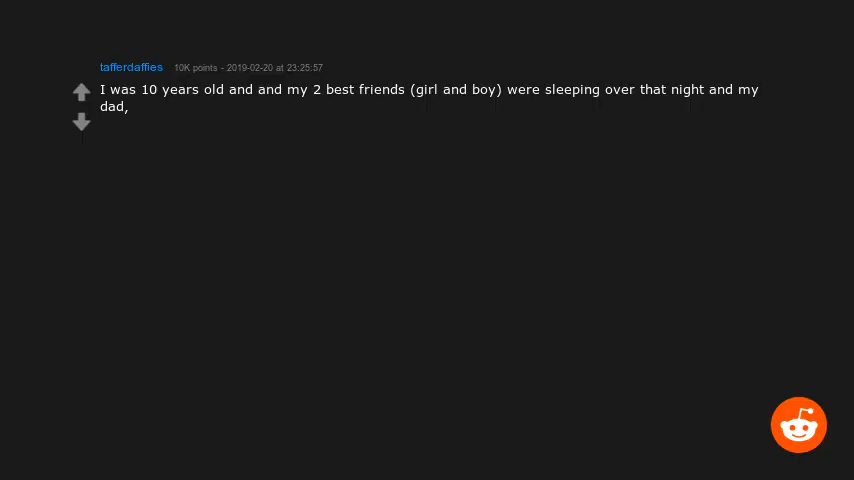 tafferdaffies 10K points - 2019-02-20 at 23:25:57
I was 10 years old and and my 2 best friends (girl and boy) were sleeping over that night and my
dad,